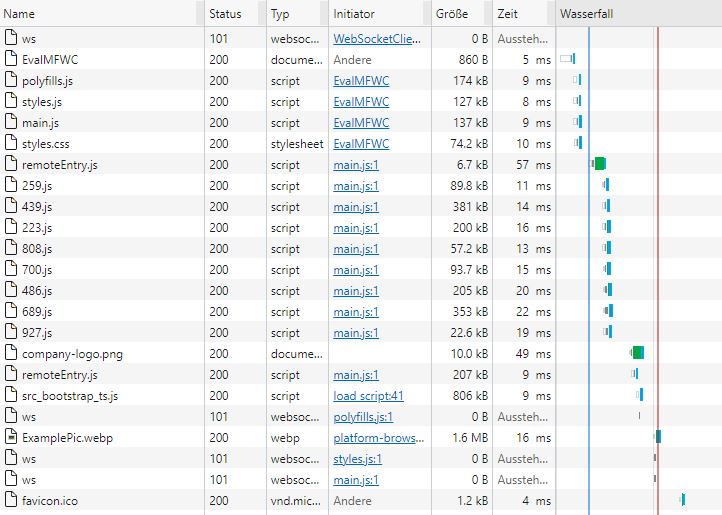 Name Status Typ Initiator Größe Zeit Wasserfall
ws 101 websoc... WebSocketClie... 0 B Aussteh...
EvalMFWC 200 docume... Andere 860 B 5 ms
polyfills.js 200 script EvalMFWC 174 kB 9 ms
styles.js 200 script EvalMFWC 127 kB 8 ms
main.js 200 script EvalMFWC 137 kB 9 ms
styles.css 200 stylesheet EvalMFWC 74.2 kB 10 ms
remoteEntry.js 200 script main.js:1 6.7 kB 57 ms
259.js 200 script main.js:1 89.8 kB 11 ms
439.js 200 script main.js:1 381 kB 14 ms
223.js 200 script main.js:1 200 kB 16 ms
808.js 200 script main.js:1 57.2 kB 13 ms
700.js 200 script main.js:1 93.7 kB 15 ms
486.js 200 script main.js:1 205 kB 20 ms
689.js 200 script main.js:1 353 kB 22 ms
927.js 200 script main.js:1 22.6 kB 19 ms
company-logo.png 200 docume... 10.0 kB 49 ms
remoteEntry.js 200 script main.js:1 207 kB 9 ms
src_bootstrap_ts.js 200 script load script:41 806 kB 9 ms
ws 101 websoc... polyfills.js:1 0 B Aussteh...
ExamplePic.webp 200 webp platform-brows... 1.6 MB 16 ms
ws 101 websoc... styles.js:1 0 B Aussteh...
ws 101 websoc... main.js:1 0 B Aussteh...
favicon.ico 200 vnd.mic... Andere 1.2 kB 4 ms